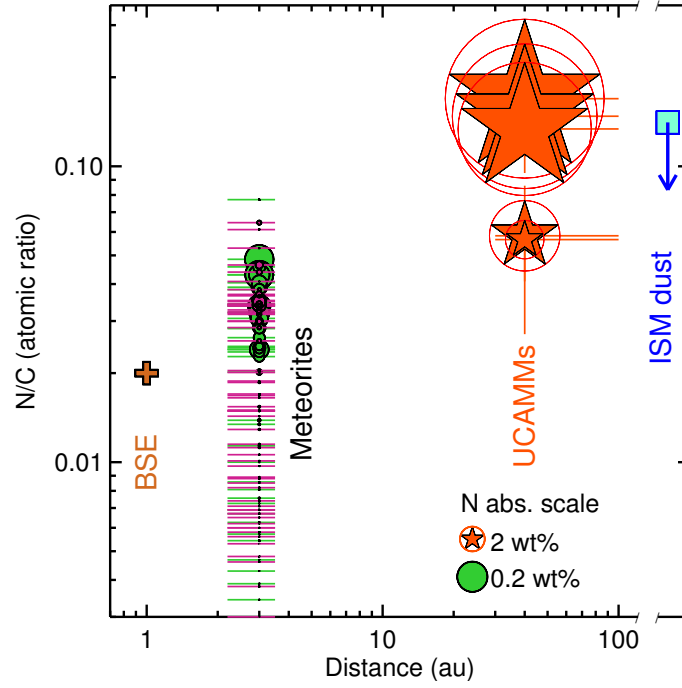 N/C (atomic ratio)
0.10
0.01
BSE
Meteorites
UCAMMs
ISM dust
N abs. scale
2 wt%
0.2 wt%
1
10
100
Distance (au)